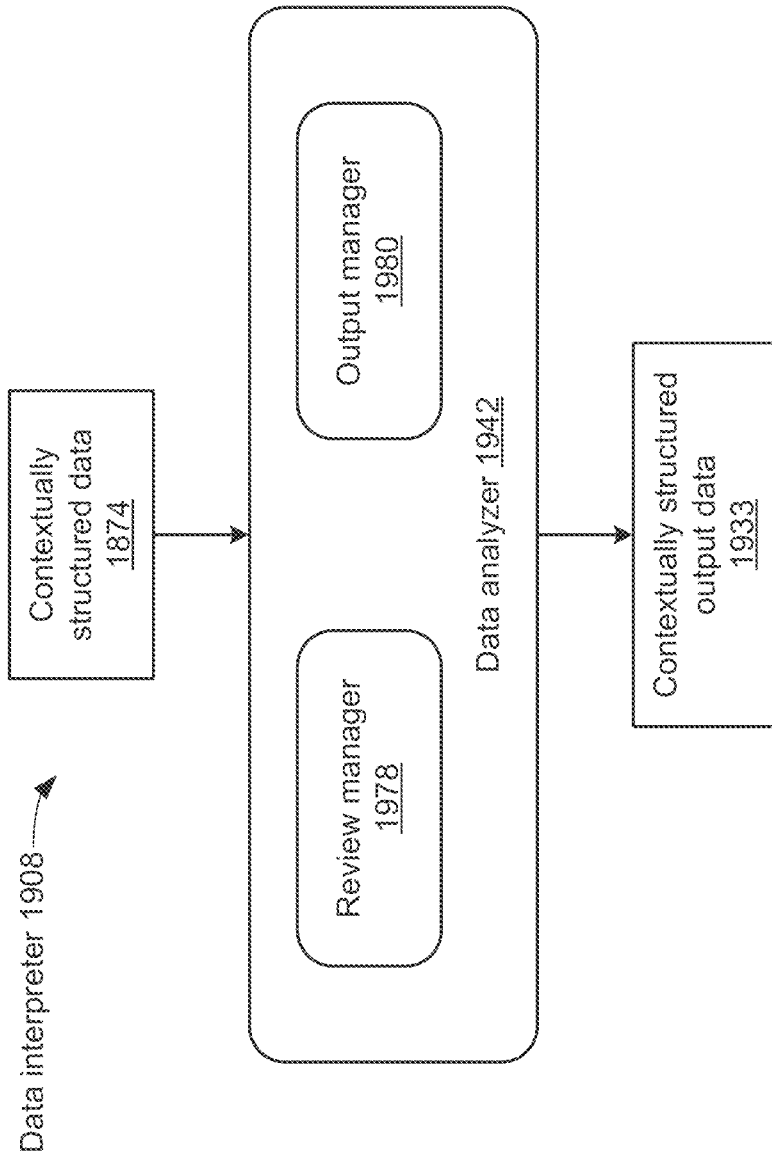 Data interpreter 1908
Contextually
structured data
1874
Review manager
1978
Output manager
1980
Data analyzer 1942
Contextually structured
output data
1933